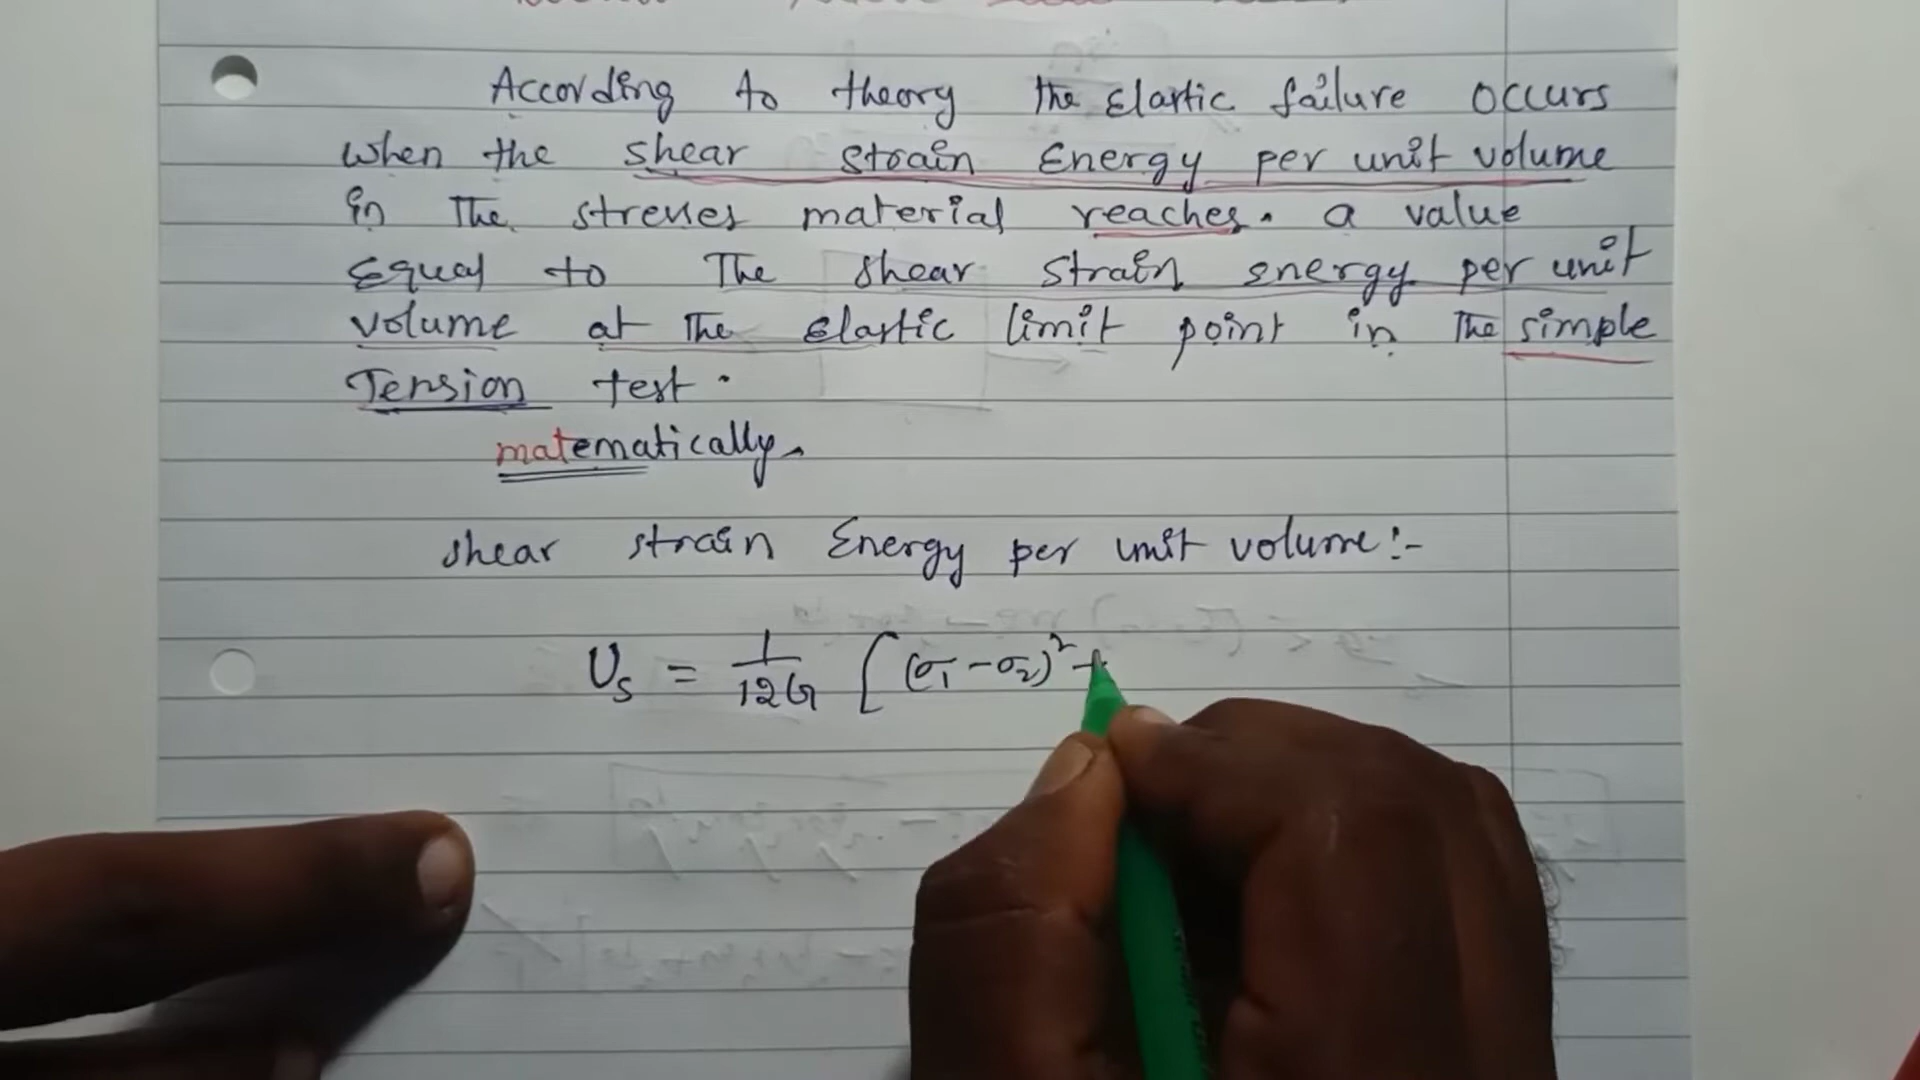 According to theory the elastic failure occurs
when the shear strain Energy per unit volume
in The stresses material reaches. a value
Equal to The shear strain energy per unit
volume at The elastic limit point in The simple
Tension test.
matematically.
shear strain Energy per unit volume:-
Us = 1/12G [(σ1-σ2)²+